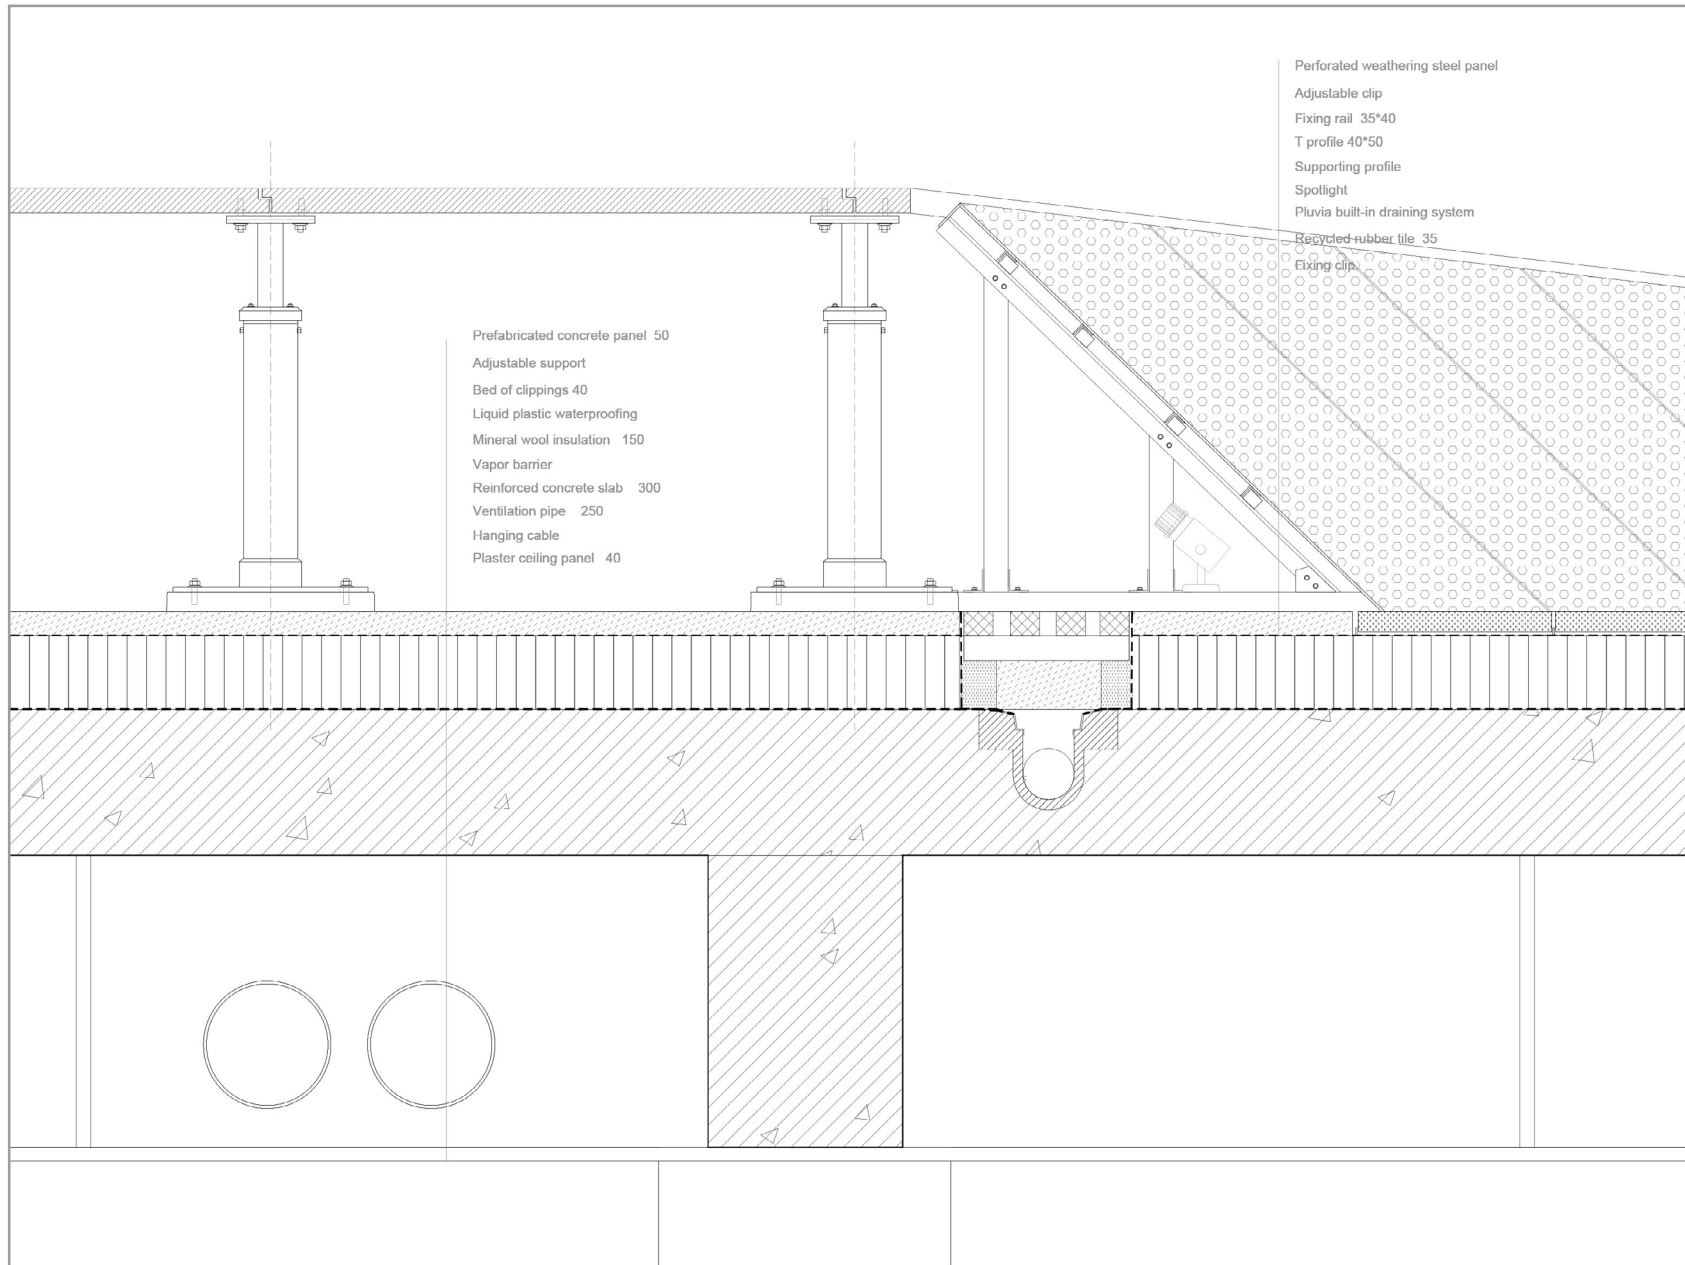 Perforated weathering steel panel
Adjustable clip
Fixing rail 35*40
T profile 40*50
Supporting profile
Spotlight
Pluvia built-in draining system
Recycled rubber tile 35
Fixing clip
Prefabricated concrete panel 50
Adjustable support
Bed of clippings 40
Liquid plastic waterproofing
Mineral wool insulation 150
Vapor barrier
Reinforced concrete slab 300
Ventilation pipe 250
Hanging cable
Plaster ceiling panel 40